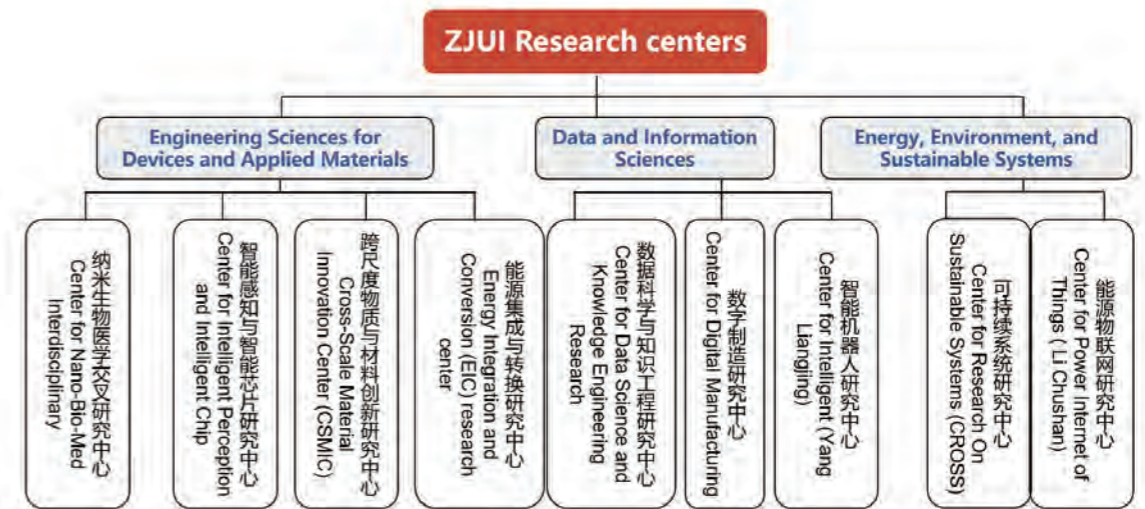 ZJUI Research centers
Engineering Sciences for
Devices and Applied Materials
Data and Information
Sciences
Energy, Environment, and
Sustainable Systems
纳米生物医学交叉研究中心
Center for Nano-Bio-Med
Interdisciplinary
智能感知与智能芯片研究中心
Center for Intelligent Perception
and Intelligent Chip
跨尺度物质与材料创新研究中心
Cross-Scale Material
Innovation Center (CSMIC)
能源集成与转换研究中心
Energy Integration and
Conversion (EIC) research
center
数据科学与知识工程研究中心
Center for Data Science and
Knowledge Engineering
Research
数字制造研究中心
Center for Digital Manufacturing
智能机器人研究中心
Center for Intelligent (Yang
Liangjing)
可持续系统研究中心
Center for Research On
Sustainable Systems (CROSS)
能源物联网研究中心
Center for Power Internet of
Things ( Li Chushan)